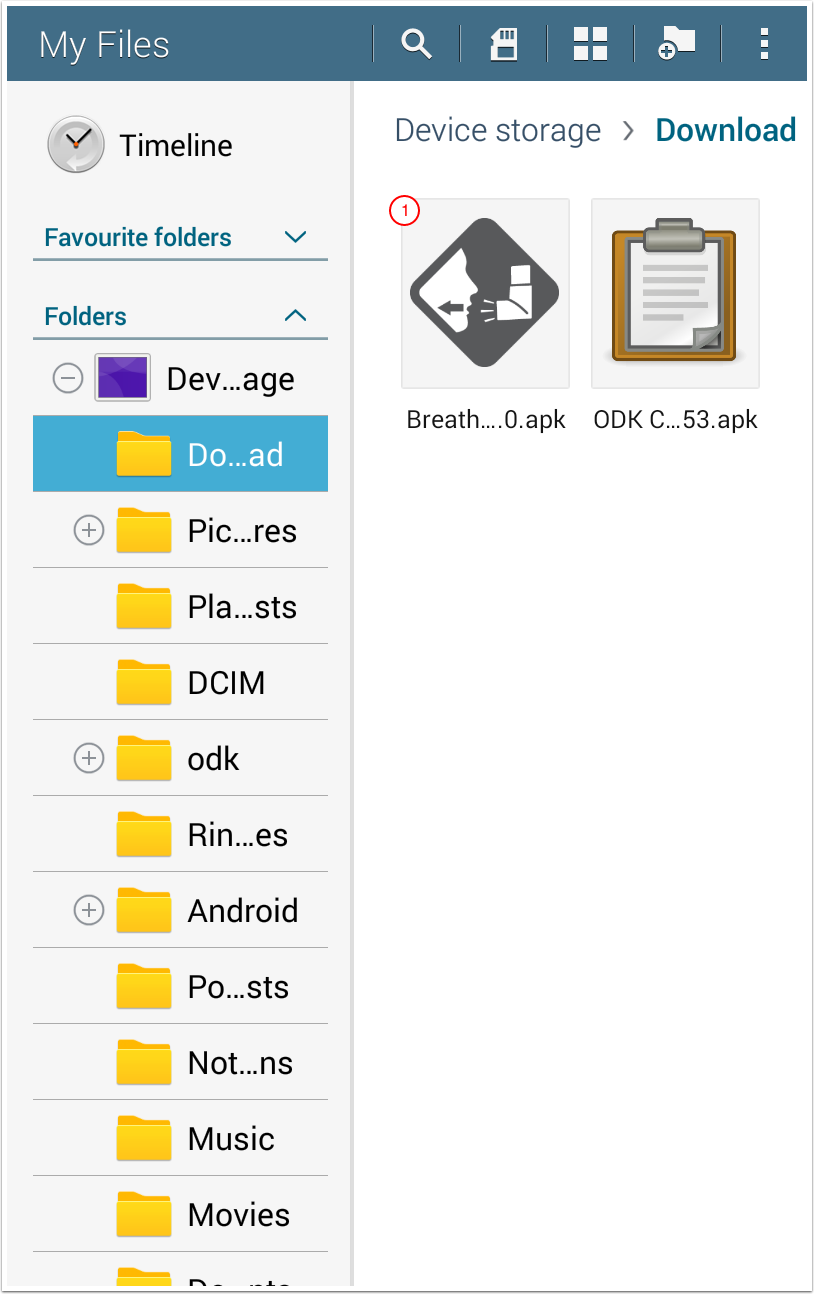 My Files
Timeline
Favourite folders
Folders
Dev...age
Do...ad
Pic...res
Pla...sts
DCIM
odk
Rin...es
Android
Po...sts
Not...ns
Music
Movies
Device storage > Download
1
Breath....0.apk
ODK C...53.apk